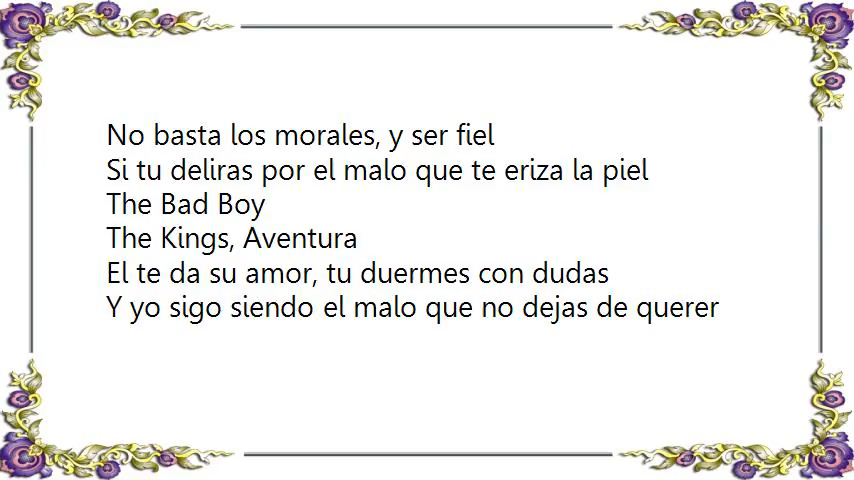 No basta los morales, y ser fiel
Si tu deliras por el malo que te eriza la piel
The Bad Boy
The Kings, Aventura
El te da su amor, tu duermes con dudas
Y yo sigo siendo el malo que no dejas de querer